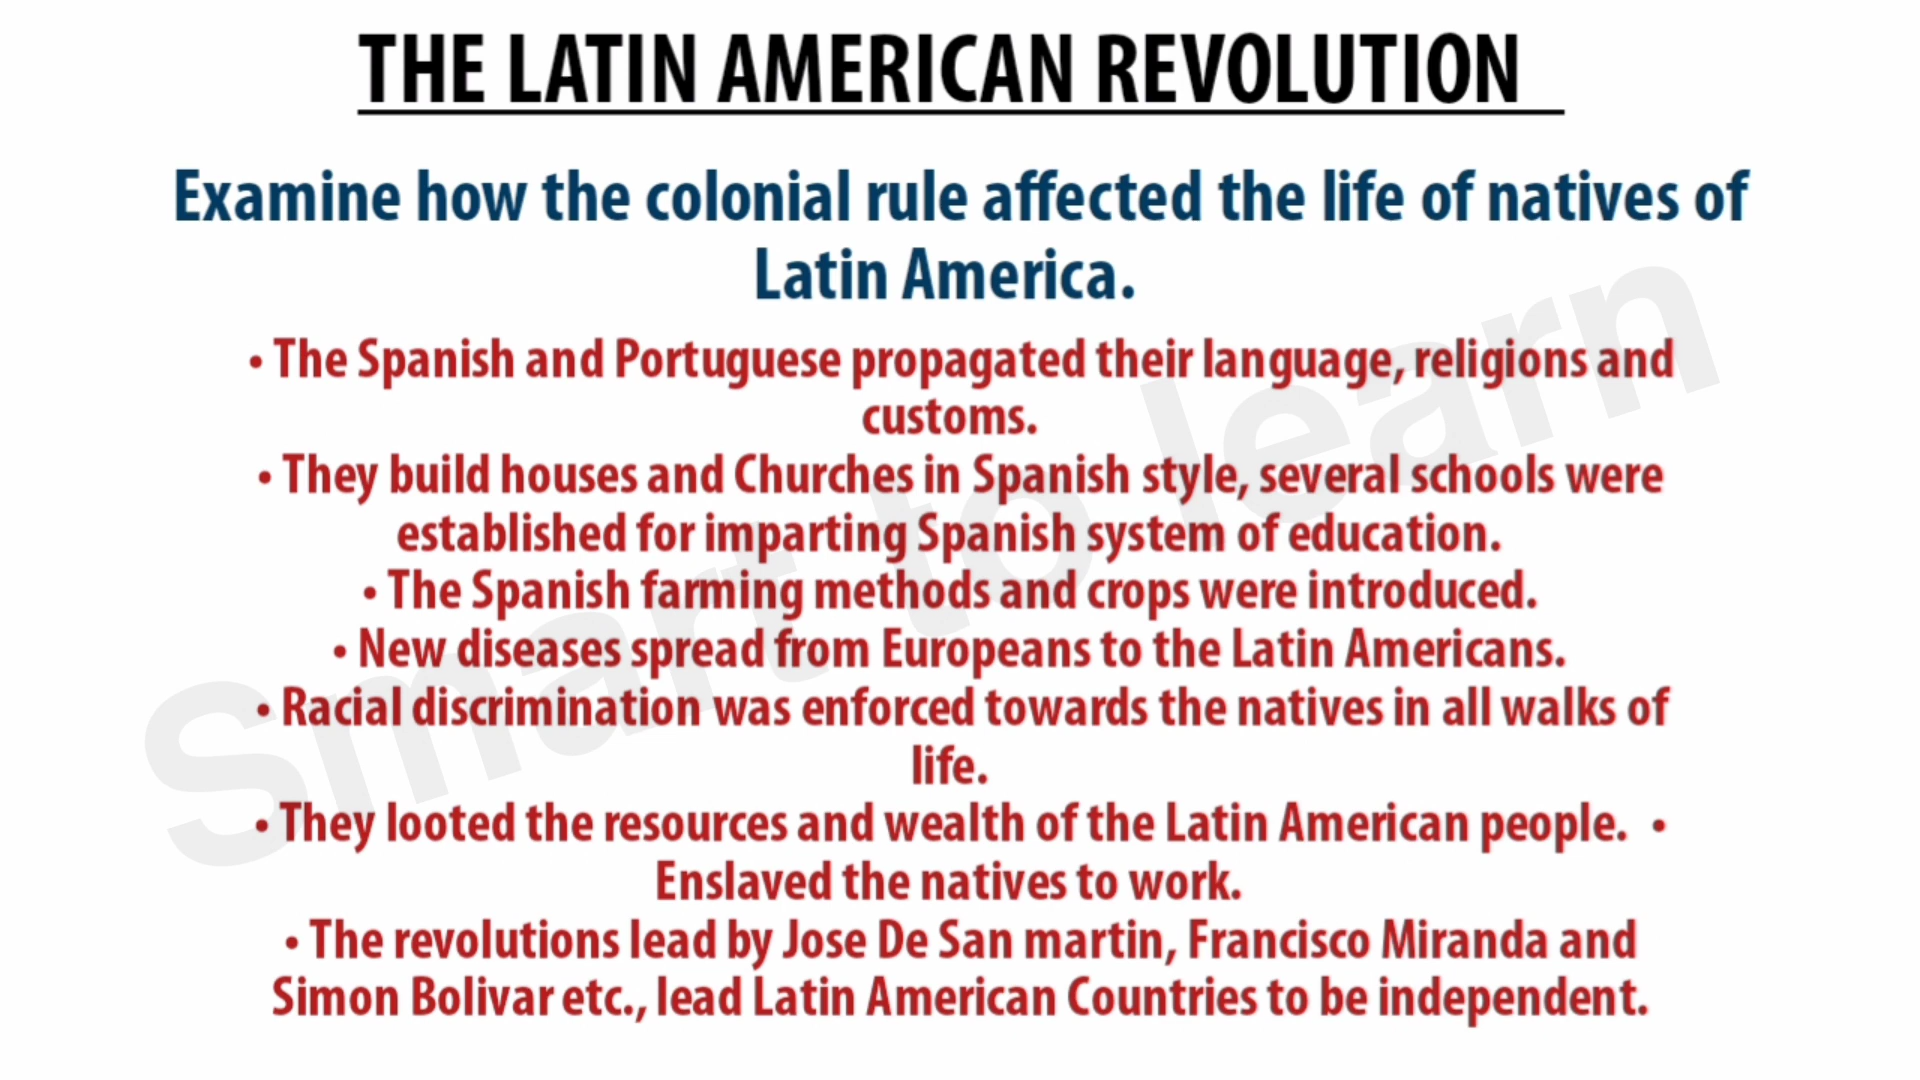 THE LATIN AMERICAN REVOLUTION
Examine how the colonial rule affected the life of natives of
Latin America.
• The Spanish and Portuguese propagated their language, religions and
customs.
• They build houses and Churches in Spanish style, several schools were
established for imparting Spanish system of education.
• The Spanish farming methods and crops were introduced.
• New diseases spread from Europeans to the Latin Americans.
• Racial discrimination was enforced towards the natives in all walks of
life.
• They looted the resources and wealth of the Latin American people. •
Enslaved the natives to work.
• The revolutions lead by Jose De San martin, Francisco Miranda and
Simon Bolivar etc., lead Latin American Countries to be independent.
Smart to learn